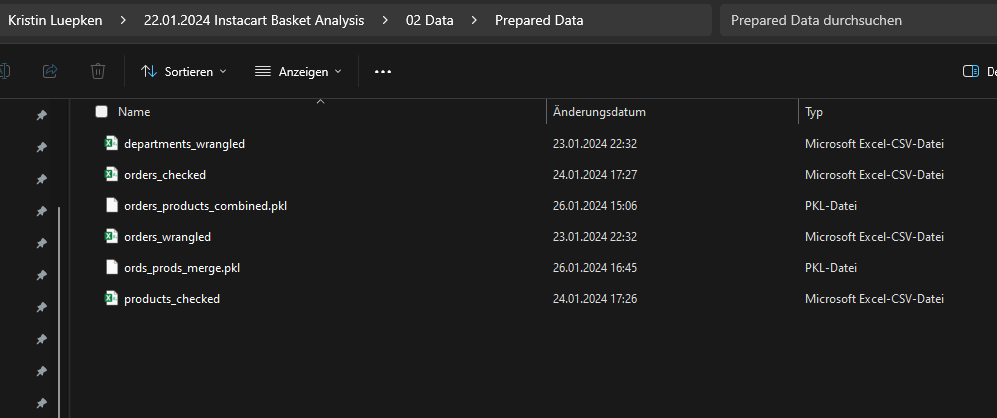 Kristin Luepken > 22.01.2024 Instacart Basket Analysis > 02 Data > Prepared Data Prepared Data durchsuchen
Sortieren Anzeigen ••• De
Name Änderungsdatum Typ
departments_wrangled 23.01.2024 22:32 Microsoft Excel-CSV-Datei
orders_checked 24.01.2024 17:27 Microsoft Excel-CSV-Datei
orders_products_combined.pkl 26.01.2024 15:06 PKL-Datei
orders_wrangled 23.01.2024 22:32 Microsoft Excel-CSV-Datei
ords_prods_merge.pkl 26.01.2024 16:45 PKL-Datei
products_checked 24.01.2024 17:26 Microsoft Excel-CSV-Datei